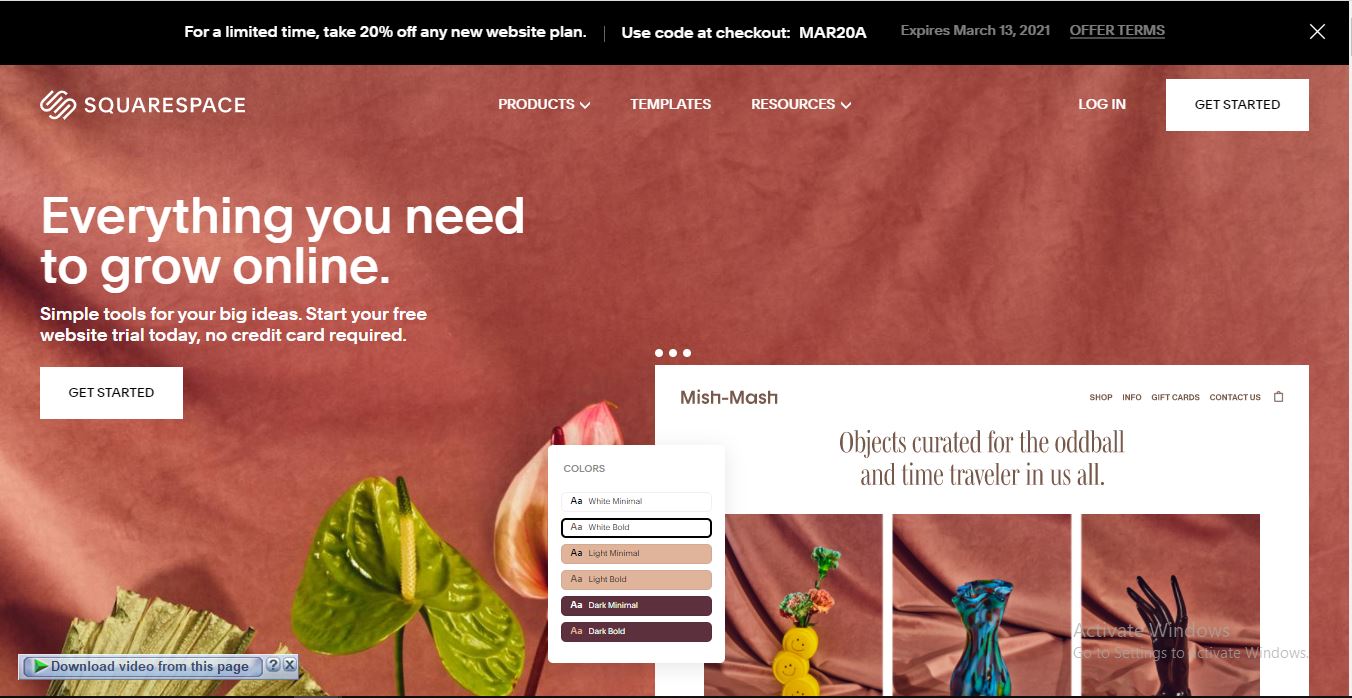 For a limited time, take 20% off any new website plan. Use code at checkout: MAR20A Expires March 13, 2021 OFFER TERMS
SQUARESPACE PRODUCTS TEMPLATES RESOURCES LOG IN GET STARTED
Everything you need
to grow online.
Simple tools for your big ideas. Start your free
website trial today, no credit card required.
GET STARTED
Mish-Mash SHOP INFO GIFT CARDS CONTACT US
Objects curated for the oddball
and time traveler in us all.
COLORS
Aa White Minimal
Aa White Bold
Aa Light Minimal
Aa Light Bold
Aa Dark Minimal
Aa Dark Bold
Activate Windows
Go to Settings to activate Windows.
Download video from this page ? X